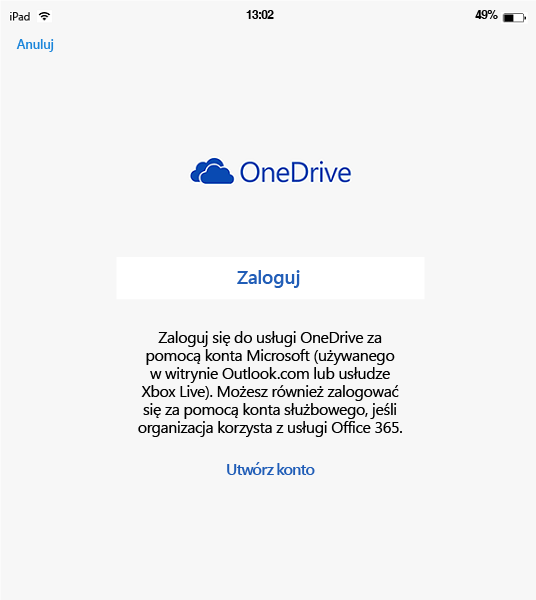 iPad 13:02 49%
Anuluj
OneDrive
Zaloguj
Zaloguj się do usługi OneDrive za
pomocą konta Microsoft (używanego
w witrynie Outlook.com lub usłudze
Xbox Live). Możesz również zalogować
się za pomocą konta służbowego, jeśli
organizacja korzysta z usługi Office 365.
Utwórz konto